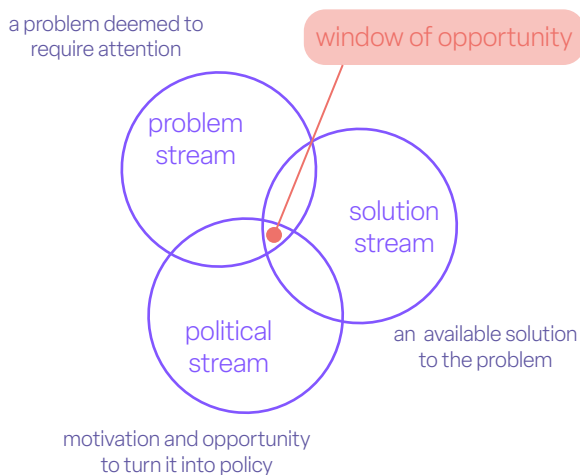 a problem deemed to
require attention
window of opportunity
problem
stream
solution
stream
political
stream
an available solution
to the problem
motivation and opportunity
to turn it into policy